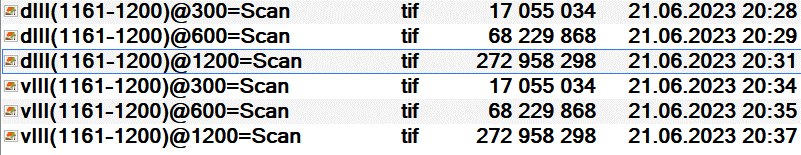 dIII(1161-1200)@300=Scan tif 17 055 034 21.06.2023 20:28
dIII(1161-1200)@600=Scan tif 68 229 868 21.06.2023 20:29
dIII(1161-1200)@1200=Scan tif 272 958 298 21.06.2023 20:31
vIII(1161-1200)@300=Scan tif 17 055 034 21.06.2023 20:34
vIII(1161-1200)@600=Scan tif 68 229 868 21.06.2023 20:35
vIII(1161-1200)@1200=Scan tif 272 958 298 21.06.2023 20:37